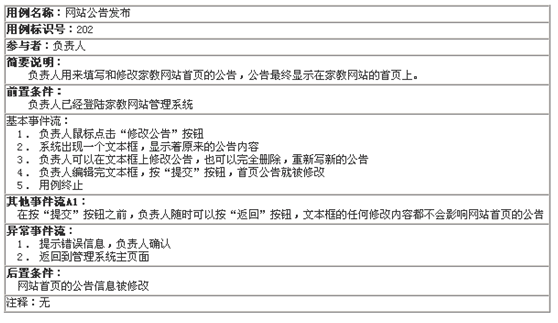 用例名称：网站公告发布
用例标识号：202
参与者：负责人
简要说明：
负责人用来填写和修改家教网站首页的公告，公告最终显示在家教网站的首页上。
前置条件：
负责人已经登陆家教网站管理系统
基本事件流：
1. 负责人鼠标点击“修改公告”按钮
2. 系统出现一个文本框，显示着原来的公告内容
3. 负责人可以在文本框上修改公告，也可以完全删除，重新写新的公告
4. 负责人编辑完文本框，按“提交”按钮，首页公告就被修改
5. 用例终止
其他事件流A1：
在按“提交”按钮之前，负责人随时可以按“返回”按钮，文本框的任何修改内容都不会影响网站首页的公告
异常事件流：
1. 提示错误信息，负责人确认
2. 返回到管理系统主页面
后置条件：
网站首页的公告信息被修改
注释：无